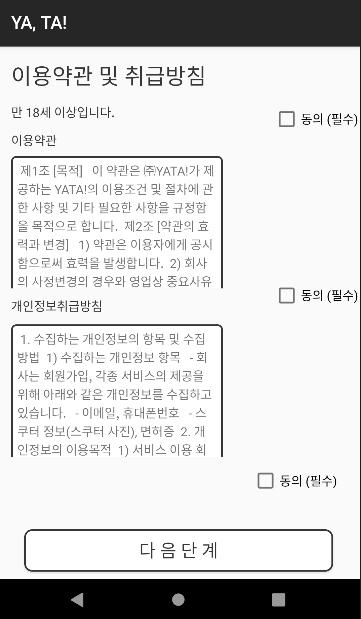 YA, TA!
이용약관 및 취급방침
만 18세 이상입니다.
동의 (필수)
이용약관
제1조 [목적]   이 약관은 ㈜YATA!가 제
공하는 YATA!의 이용조건 및 절차에 관
한 사항 및 기타 필요한 사항을 규정함
을 목적으로 합니다.  제2조 [약관의 효
력과 변경]   1) 약관은 이용자에게 공시
함으로써 효력을 발생합니다.  2) 회사
의 사정변경의 경우와 영업상 중요사유
동의 (필수)
개인정보취급방침
1. 수집하는 개인정보의 항목 및 수집
방법   1) 수집하는 개인정보 항목   - 회
사는 회원가입, 각종 서비스의 제공을
위해 아래와 같은 개인정보를 수집하고
있습니다.   - 이메일, 휴대폰번호   - 스
쿠터 정보(스쿠터 사진), 면허증  2. 개
인정보의 이용목적  1) 서비스 이용 회
동의 (필수)
다 음 단 계